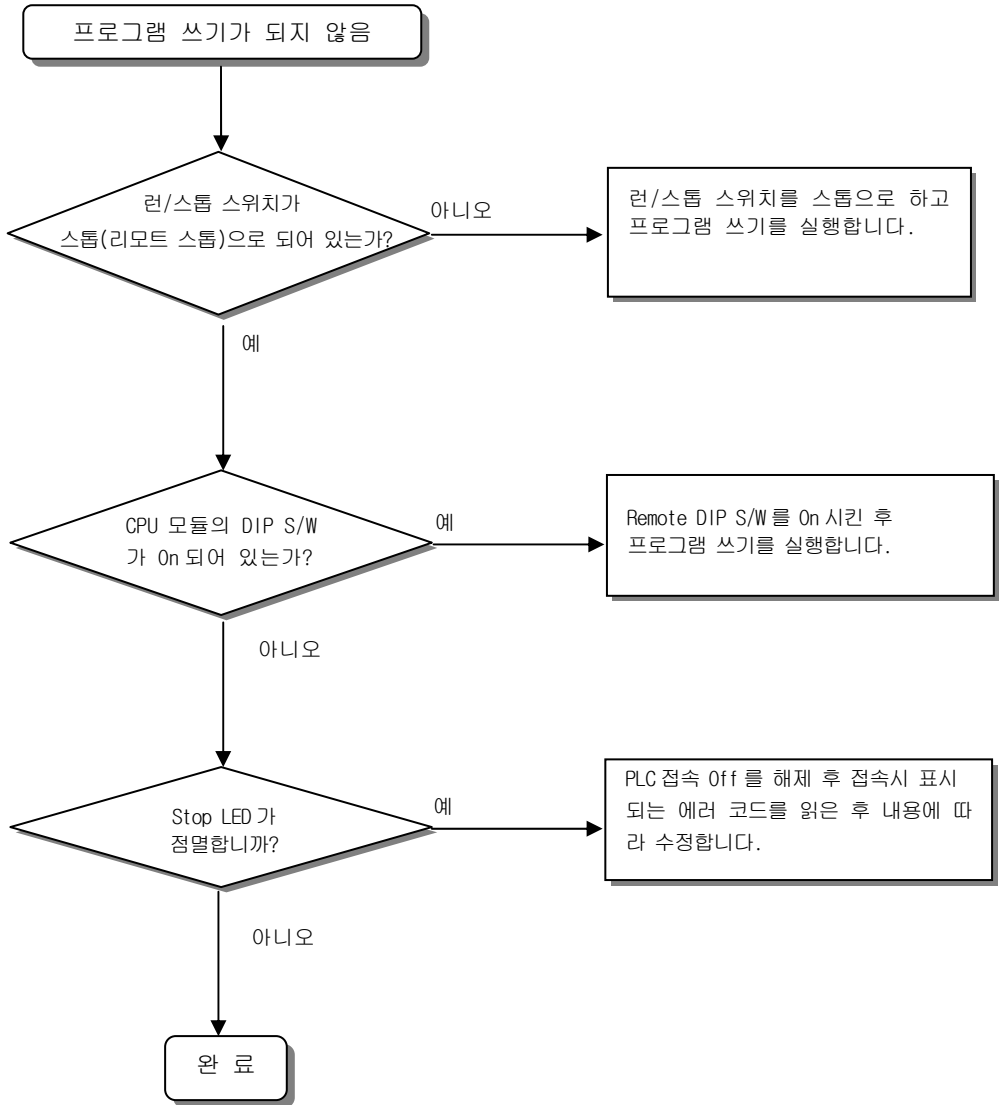 프로그램 쓰기가 되지 않음
런/스톱 스위치가
스톱(리모트 스톱)으로 되어 있는가?
아니오
런/스톱 스위치를 스톱으로 하고
프로그램 쓰기를 실행합니다.
예
CPU 모듈의 DIP S/W
가 On 되어 있는가?
예
Remote DIP S/W 를 On 시킨 후
프로그램 쓰기를 실행합니다.
아니오
Stop LED 가
점멸합니까?
예
PLC 접속 Off 를 해제 후 접속시 표시
되는 에러 코드를 읽은 후 내용에 따
라 수정합니다.
아니오
완 료